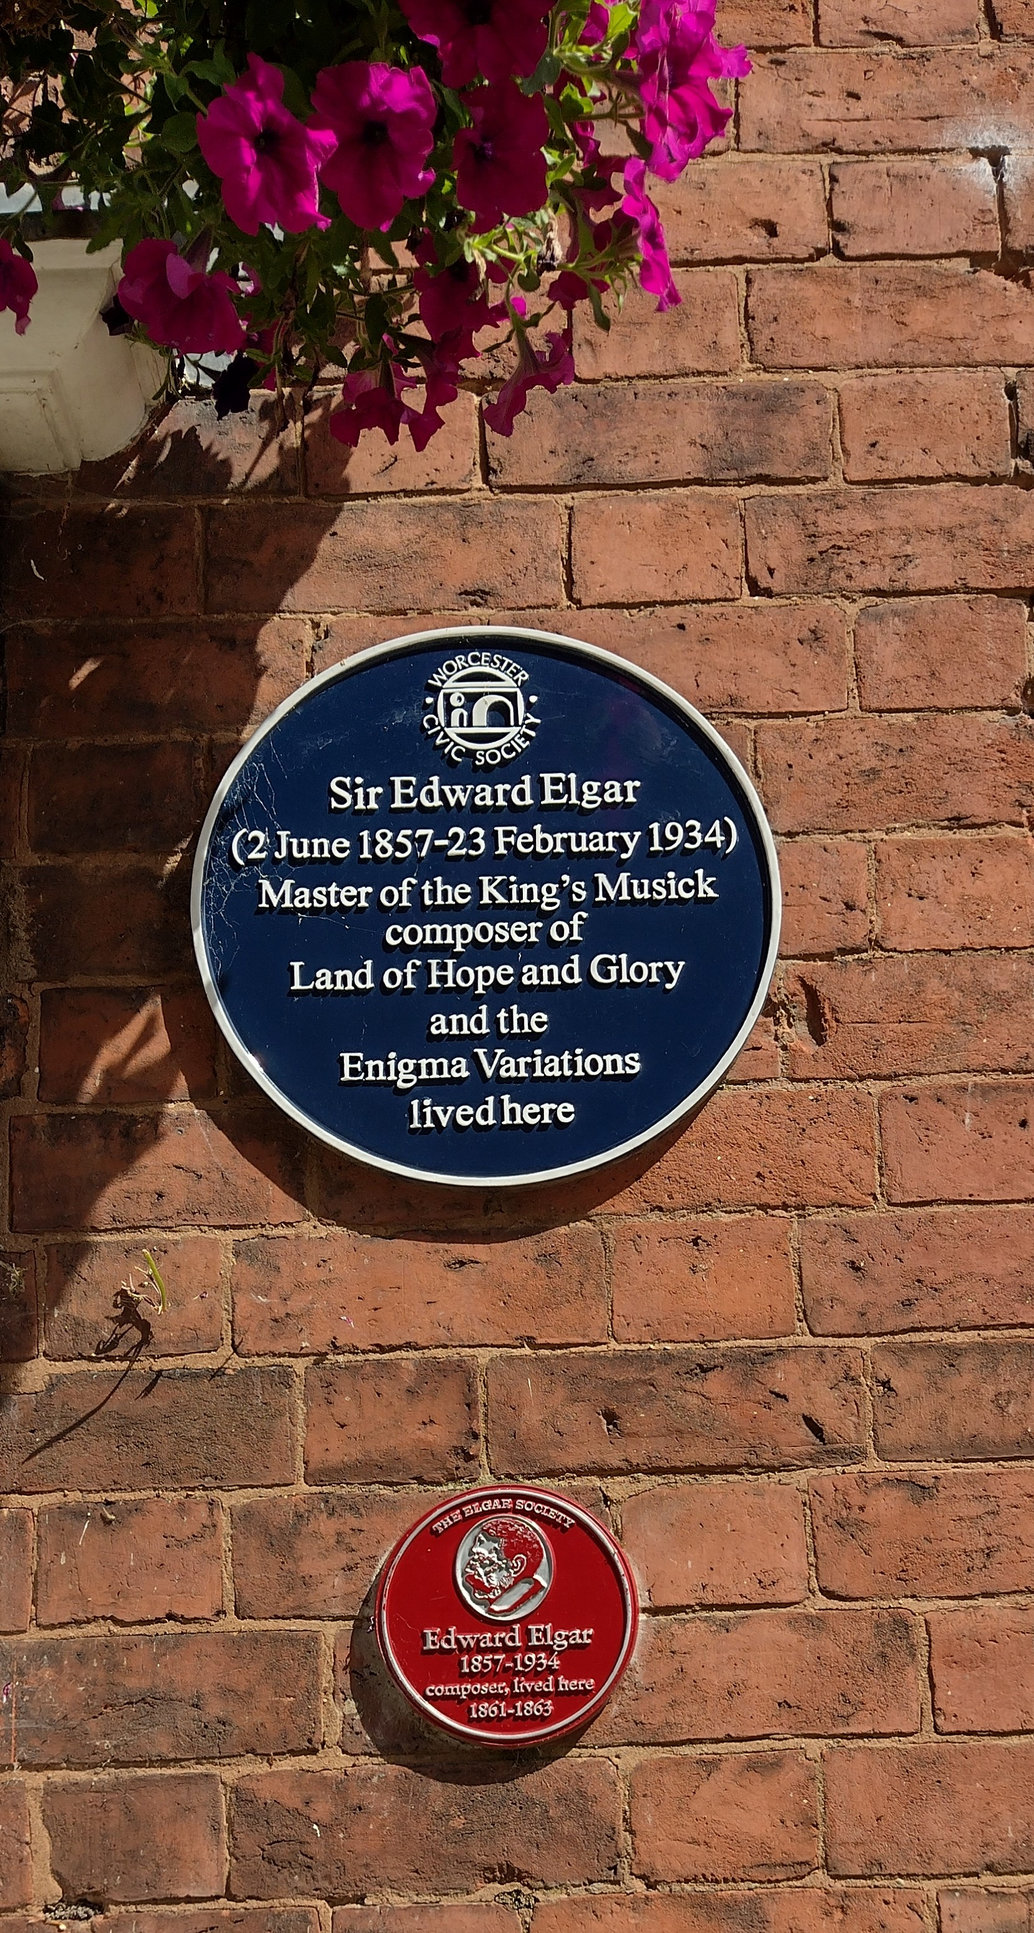 WORCESTER
CIVIC SOCIETY
Sir Edward Elgar
(2 June 1857-23 February 1934)
Master of the King's Musick
composer of
Land of Hope and Glory
and the
Enigma Variations
lived here
THE ELGAR SOCIETY
Edward Elgar
1857-1934
composer, lived here
1861-1863